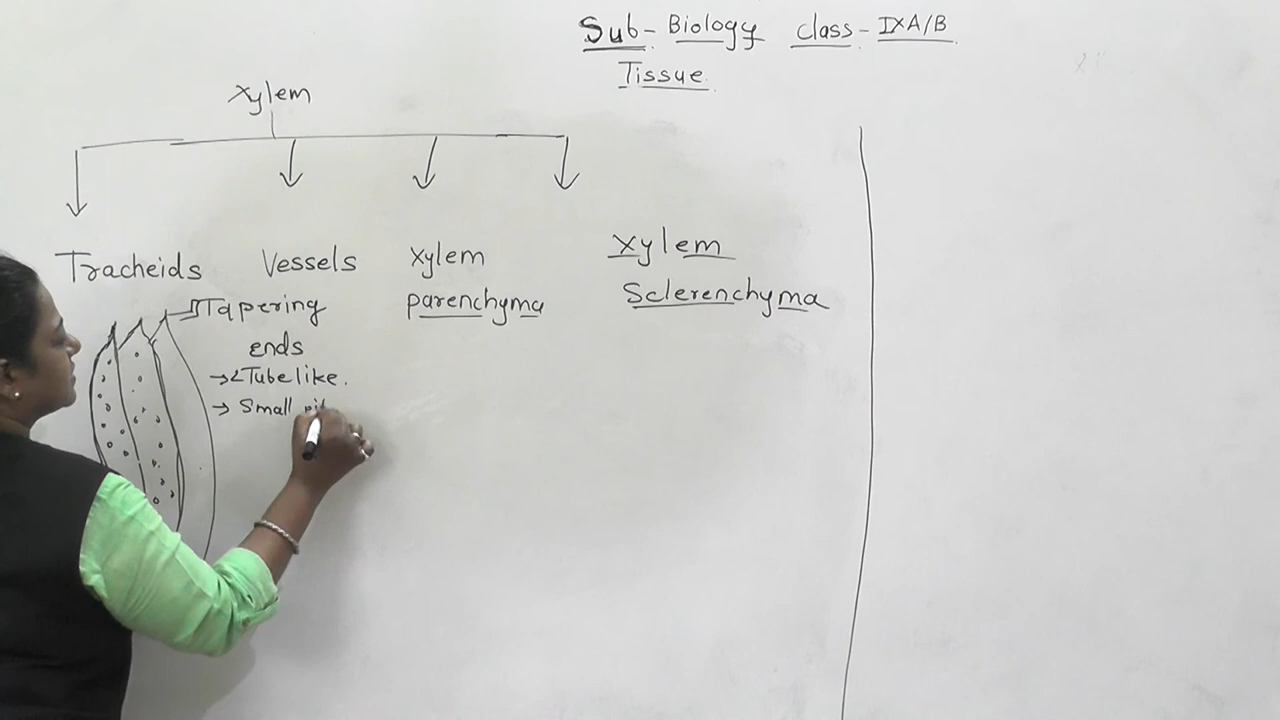 Sub- Biology class- IXA/B
Tissue
Xylem
Tracheids Vessels Xylem parenchyma Xylem Sclerenchyma
Tapering
ends
→ Tubelike.
→ Small